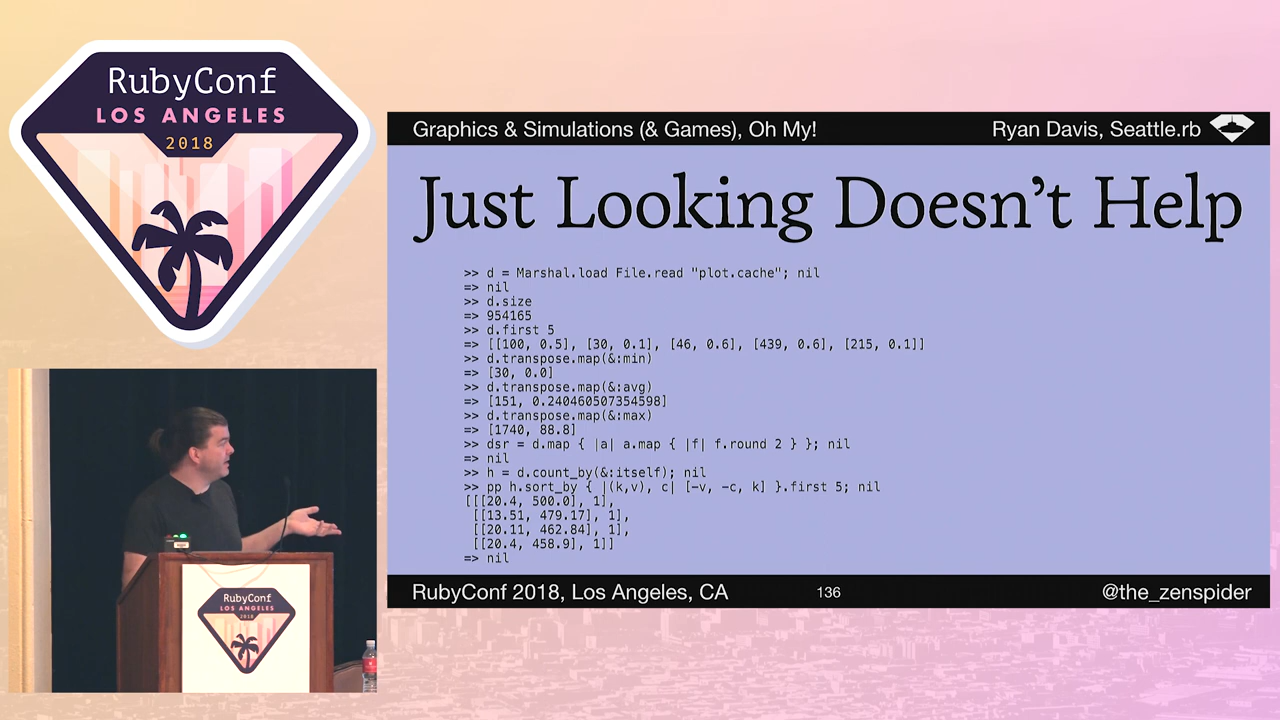 RubyConf
LOS ANGELES
2018
Graphics & Simulations (& Games), Oh My!
Ryan Davis, Seattle.rb
Just Looking Doesn’t Help
>> d = Marshal.load File.read "plot.cache"; nil
=> nil
>> d.size
=> 954165
>> d.first 5
=> [[100, 0.5], [30, 0.1], [46, 0.6], [439, 0.6], [215, 0.1]]
>> d.transpose.map(&:min)
=> [30, 0.0]
>> d.transpose.map(&:avg)
=> [151, 0.240460507354598]
>> d.transpose.map(&:max)
=> [1740, 88.8]
>> dsr = d.map { |a| a.map { |f| f.round 2 } }; nil
=> nil
>> h = d.count_by(&:itself); nil
>> pp h.sort_by { |(k,v), c| [-v, -c, k] }.first 5; nil
[[[20.4, 500.0], 1],
[[13.51, 479.17], 1],
[[20.11, 462.84], 1],
[[20.4, 458.9], 1]]
=> nil
RubyConf 2018, Los Angeles, CA
136
@the_zenspider
RubyConf
LOS ANGELES
2018